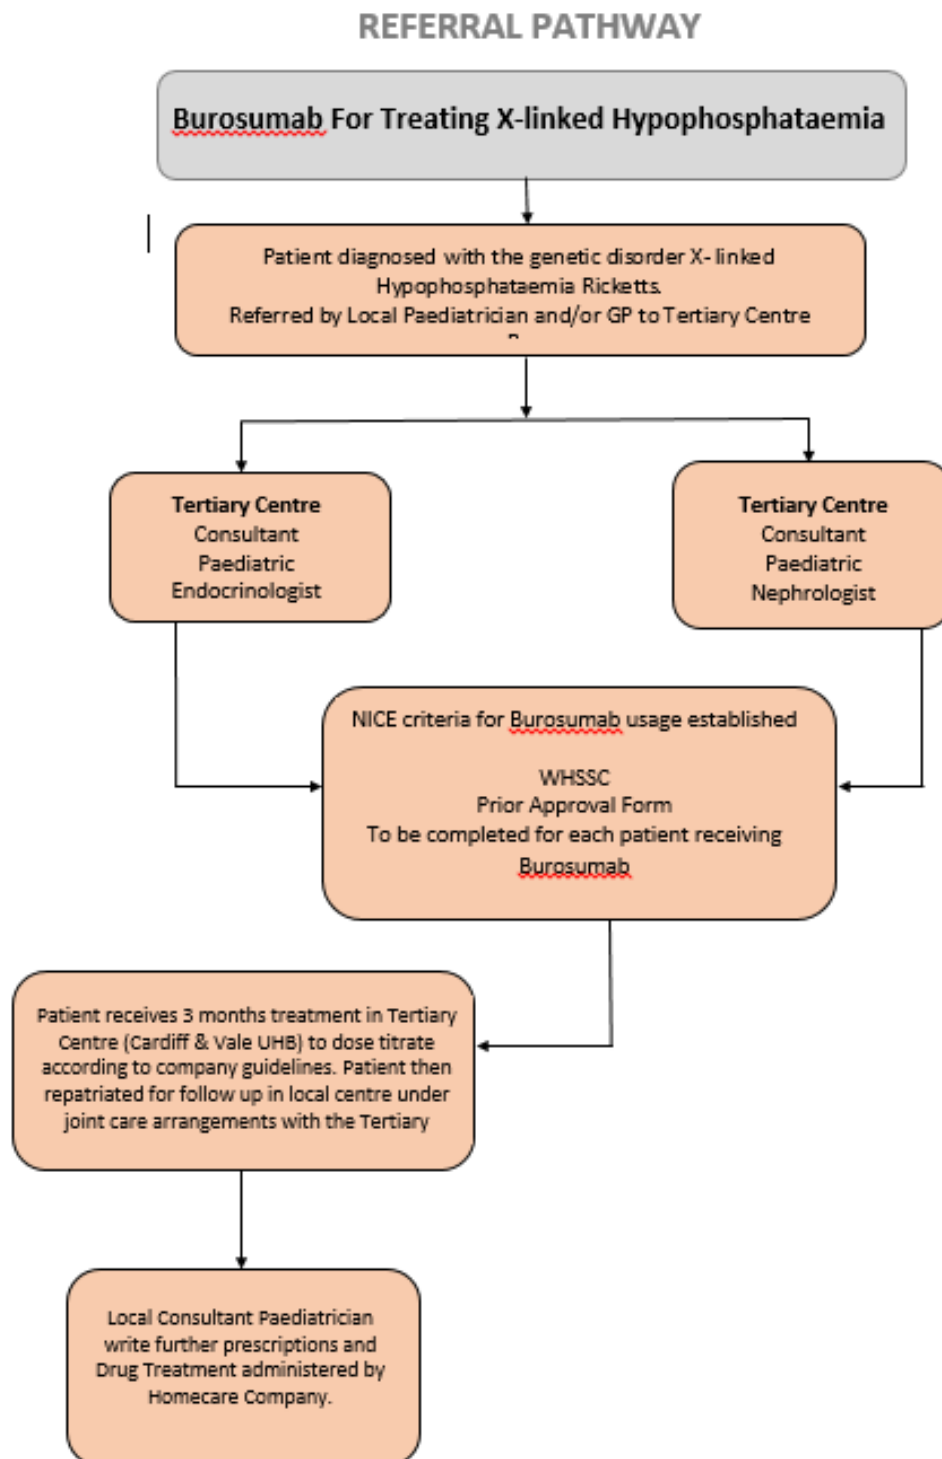 REFERRAL PATHWAY
Burosumab For Treating X-linked Hypophosphataemia
Patient diagnosed with the genetic disorder X- linked
Hypophosphataemia Ricketts.
Referred by Local Paediatrician and/or GP to Tertiary Centre
Tertiary Centre
Consultant
Paediatric
Endocrinologist
Tertiary Centre
Consultant
Paediatric
Nephrologist
NICE criteria for Burosumab usage established
WHSSC
Prior Approval Form
To be completed for each patient receiving
Burosumab
Patient receives 3 months treatment in Tertiary
Centre (Cardiff & Vale UHB) to dose titrate
according to company guidelines. Patient then
repatriated for follow up in local centre under
joint care arrangements with the Tertiary
Local Consultant Paediatrician
write further prescriptions and
Drug Treatment administered by
Homecare Company.